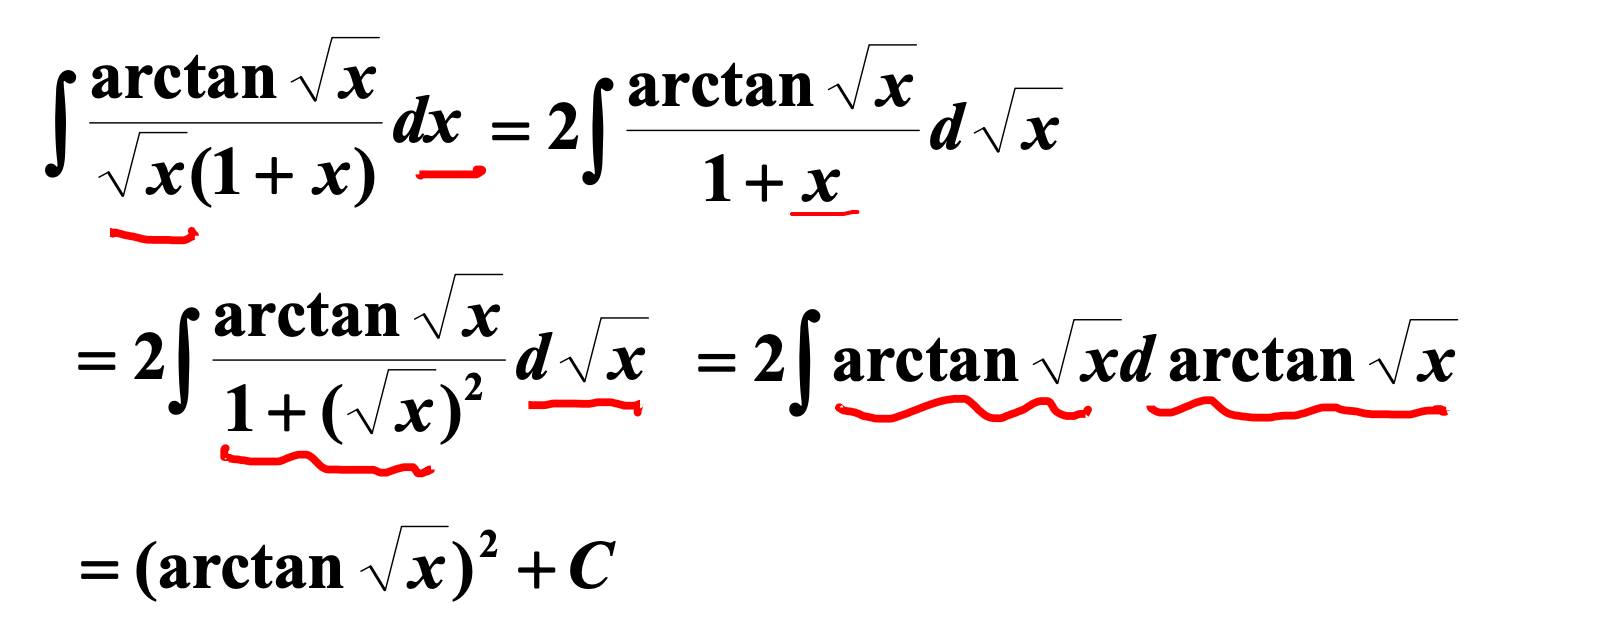 ∫ arctan √x / (√x(1 + x)) dx = 2∫ arctan √x / (1 + x) d√x
= 2∫ arctan √x / (1 + (√x)²) d√x = 2∫ arctan √x d arctan √x
= (arctan √x)² + C